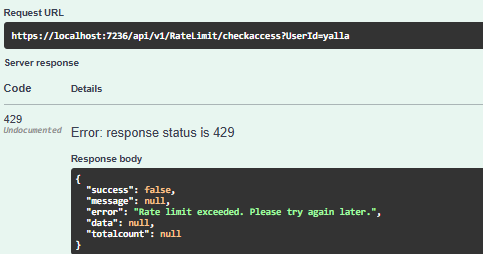 Request URL
https://localhost:7236/api/v1/RateLimit/checkaccess?UserId=yalla
Server response
Code Details
429
Undocumented
Error: response status is 429
Response body
{
  "success": false,
  "message": null,
  "error": "Rate limit exceeded. Please try again later.",
  "data": null,
  "totalcount": null
}